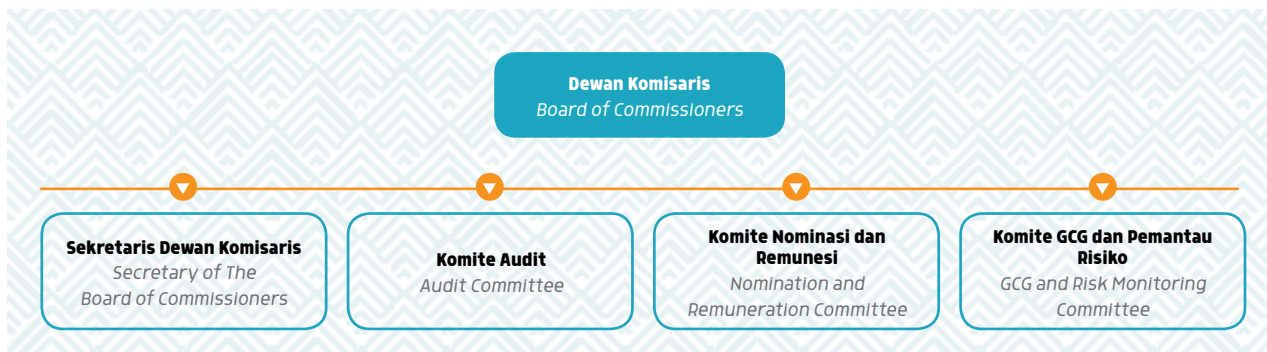 Dewan Komisaris
Board of Commissioners
Sekretaris Dewan Komisaris
Secretary of The
Board of Commissioners
Komite Audit
Audit Committee
Komite Nominasi dan
Remunesi
Nomination and
Remuneration Committee
Komite GCG dan Pemantau
Risiko
GCG and Risk Monitoring
Committee